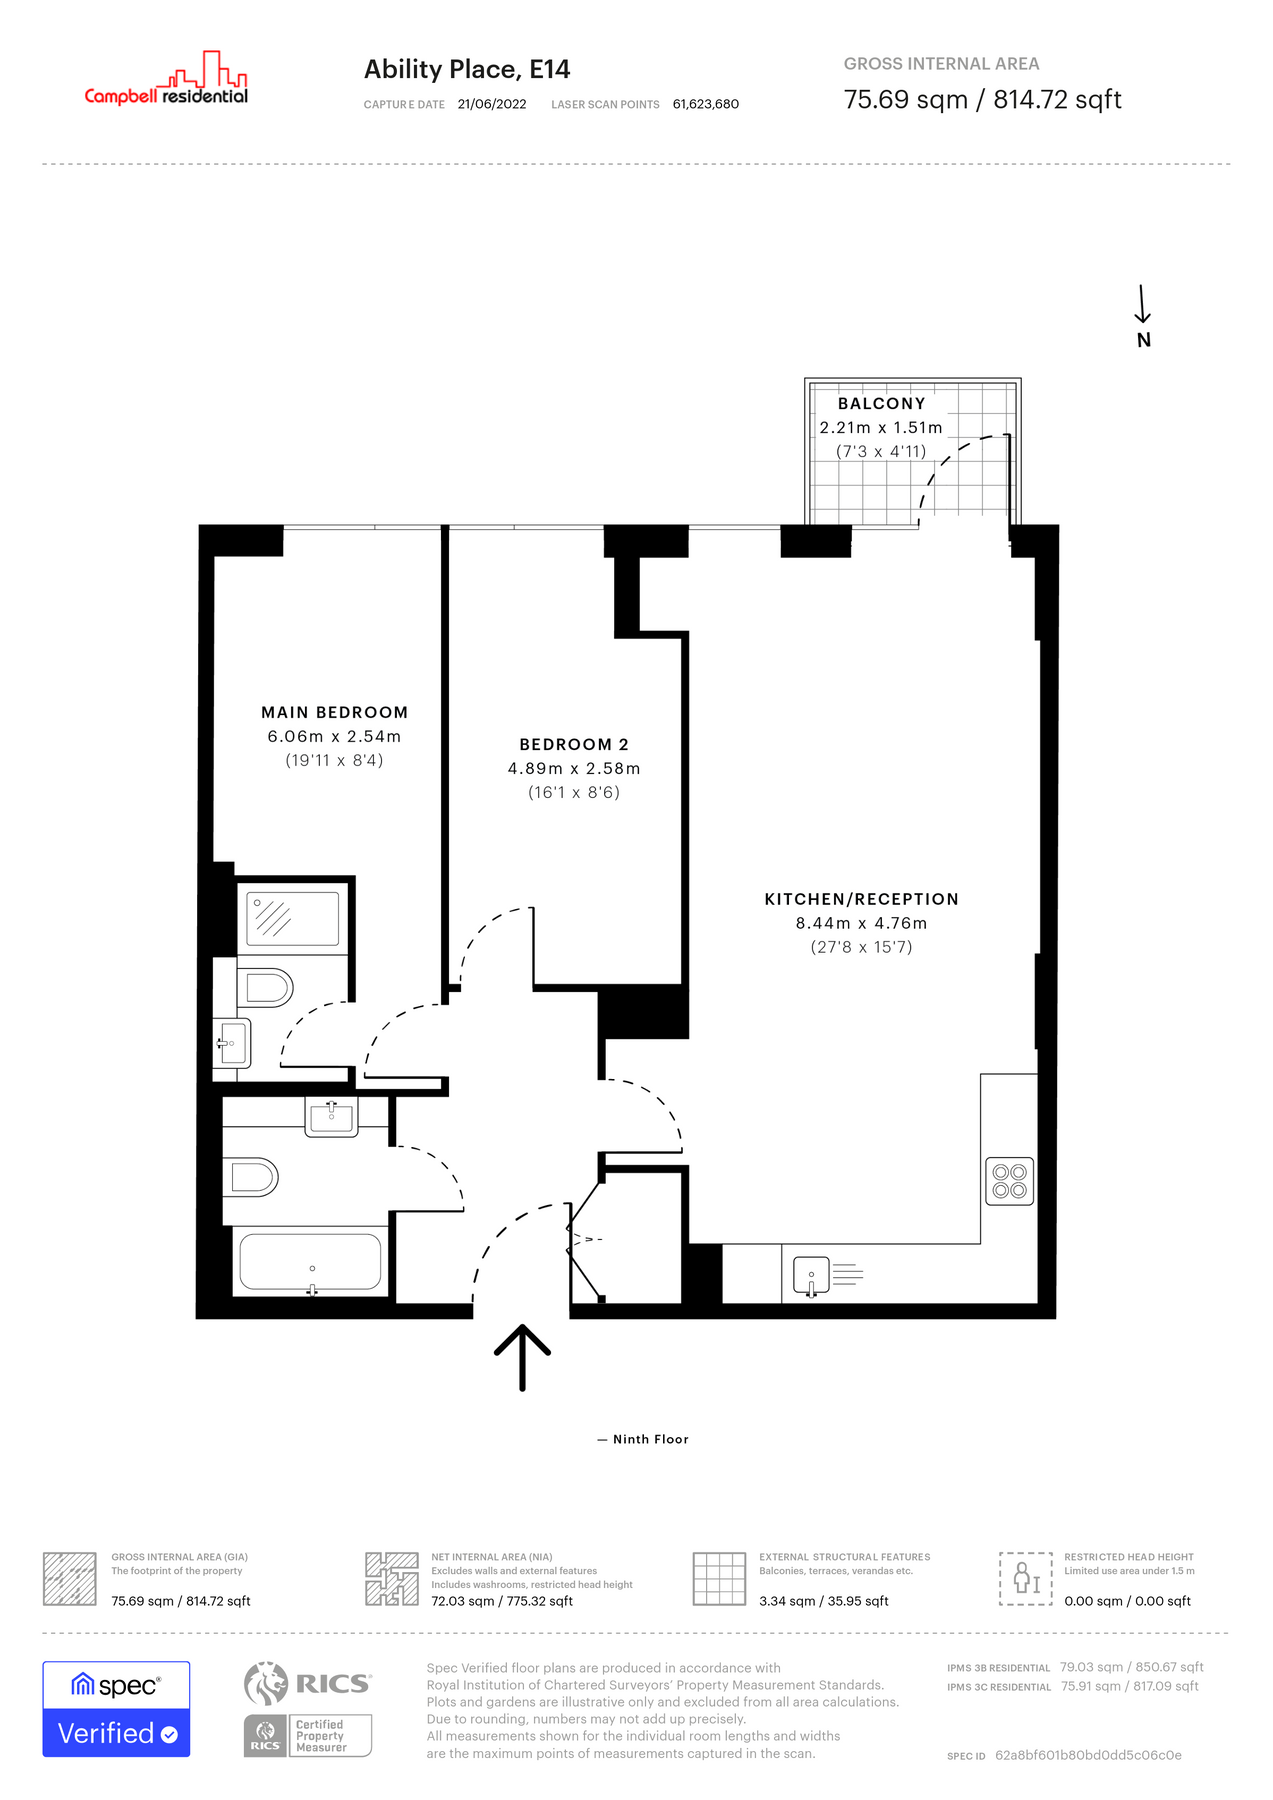 Campbell residential
Ability Place, E14
CAPTURE DATE 21/06/2022 LASER SCAN POINTS 61,623,680
GROSS INTERNAL AREA
75.69 sqm / 814.72 sqft
N
BALCONY
2.21m x 1.51m
(7'3 x 4'11)
MAIN BEDROOM
6.06m x 2.54m
(19'11 x 8'4)
BEDROOM 2
4.89m x 2.58m
(16'1 x 8'6)
KITCHEN/RECEPTION
8.44m x 4.76m
(27'8 x 15'7)
— Ninth Floor
GROSS INTERNAL AREA (GIA)
The footprint of the property
75.69 sqm / 814.72 sqft
NET INTERNAL AREA (NIA)
Excludes walls and external features
Includes washrooms, restricted head height
72.03 sqm / 775.32 sqft
EXTERNAL STRUCTURAL FEATURES
Balconies, terraces, verandas etc.
3.34 sqm / 35.95 sqft
RESTRICTED HEAD HEIGHT
Limited use area under 1.5 m
0.00 sqm / 0.00 sqft
spec®
Verified
RICS®
RICS
Certified
Property
Measurer
Spec Verified floor plans are produced in accordance with
Royal Institution of Chartered Surveyors' Property Measurement Standards.
Plots and gardens are illustrative only and excluded from all area calculations.
Due to rounding, numbers may not add up precisely.
All measurements shown for the individual room lengths and widths
are the maximum points of measurements captured in the scan.
IPMS 3B RESIDENTIAL 79.03 sqm / 850.67 sqft
IPMS 3C RESIDENTIAL 75.91 sqm / 817.09 sqft
SPEC ID 62a8bf601b80bd0dd5c06c0e